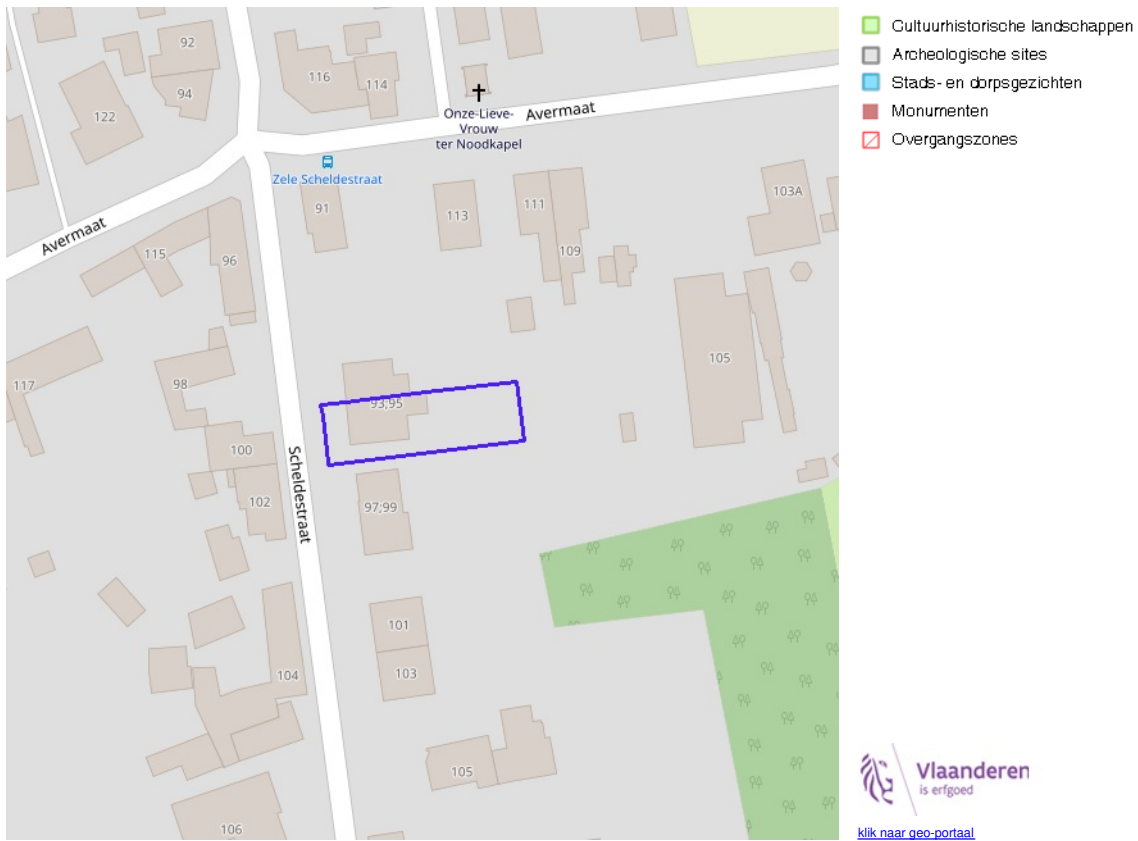 92
94
122
116
114
Onze-Lieve-
Vrouw
ter Noodkapel
Avermaat
Zele Scheldestraat
91
113
111
109
103A
Avermaat
115
96
117
98
100
102
93;95
105
Scheldestraat
97;99
101
103
104
105
106
Cultuurhistorische landschappen
Archeologische sites
Stads- en dorpsgezichten
Monumenten
Overgangszones
Vlaanderen
is erfgoed
klik naar geo-portaal